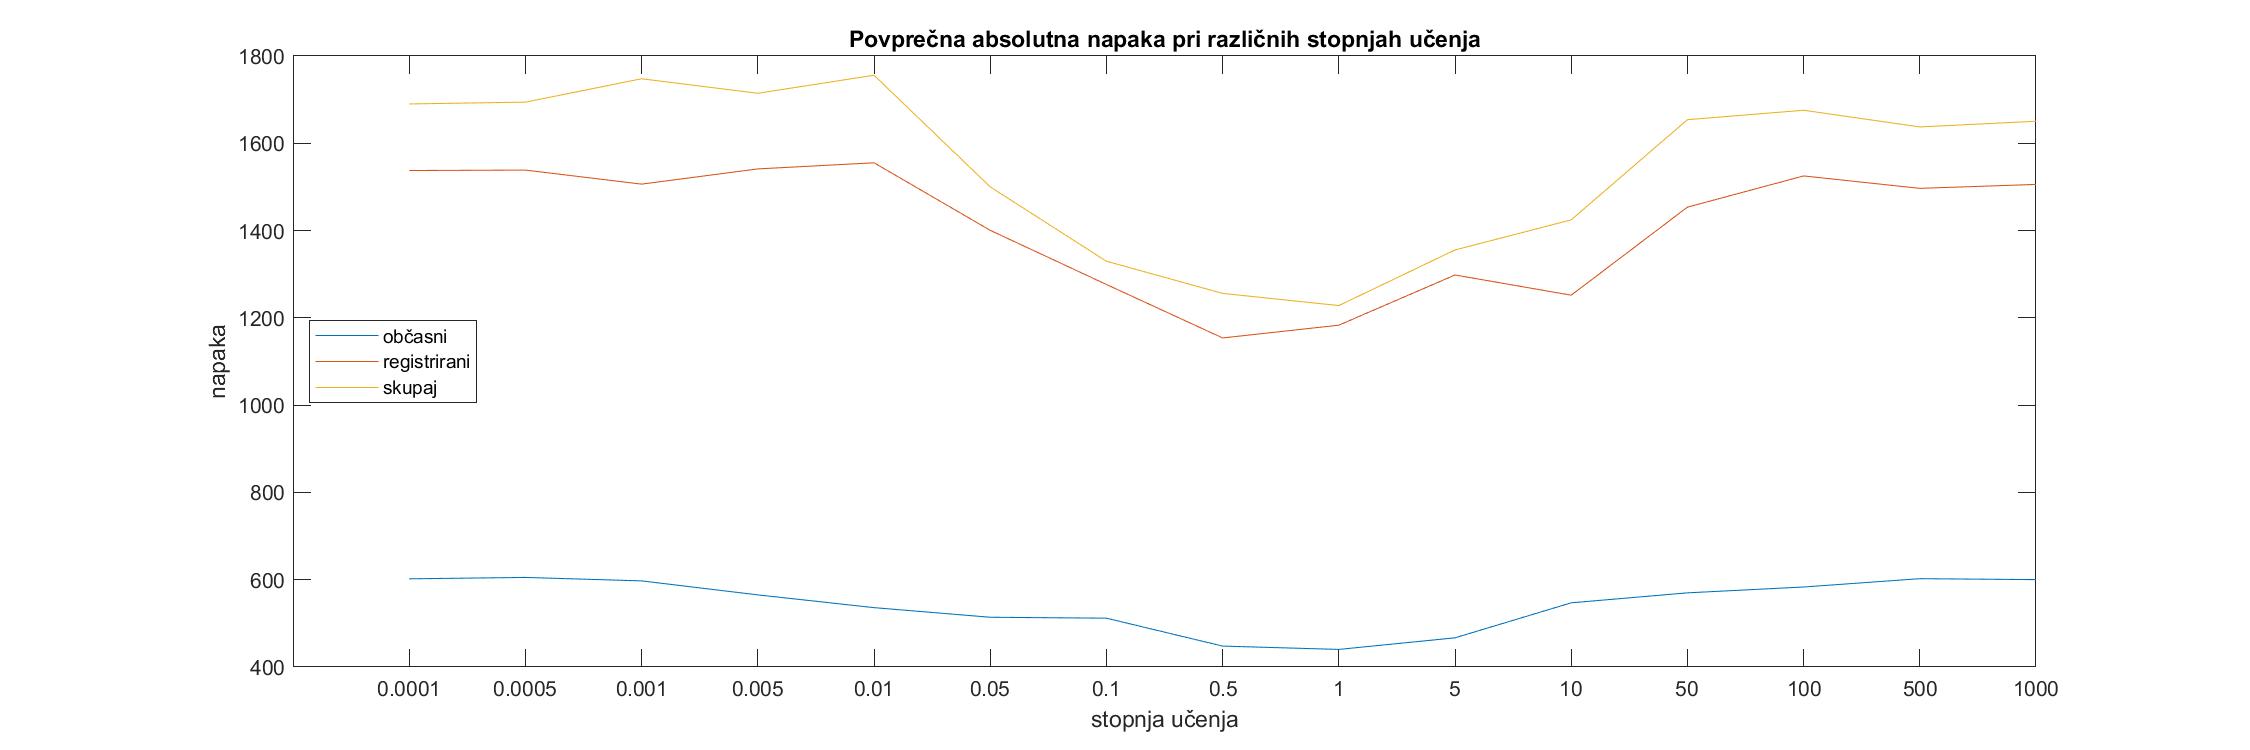 Povprečna absolutna napaka pri različnih stopnjah učenja
1800
1600
1400
1200
1000
800
600
400
napaka
občasni
registrirani
skupaj
0.0001 0.0005 0.001 0.005 0.01 0.05 0.1 0.5 1 5 10 50 100 500 1000
stopnja učenja